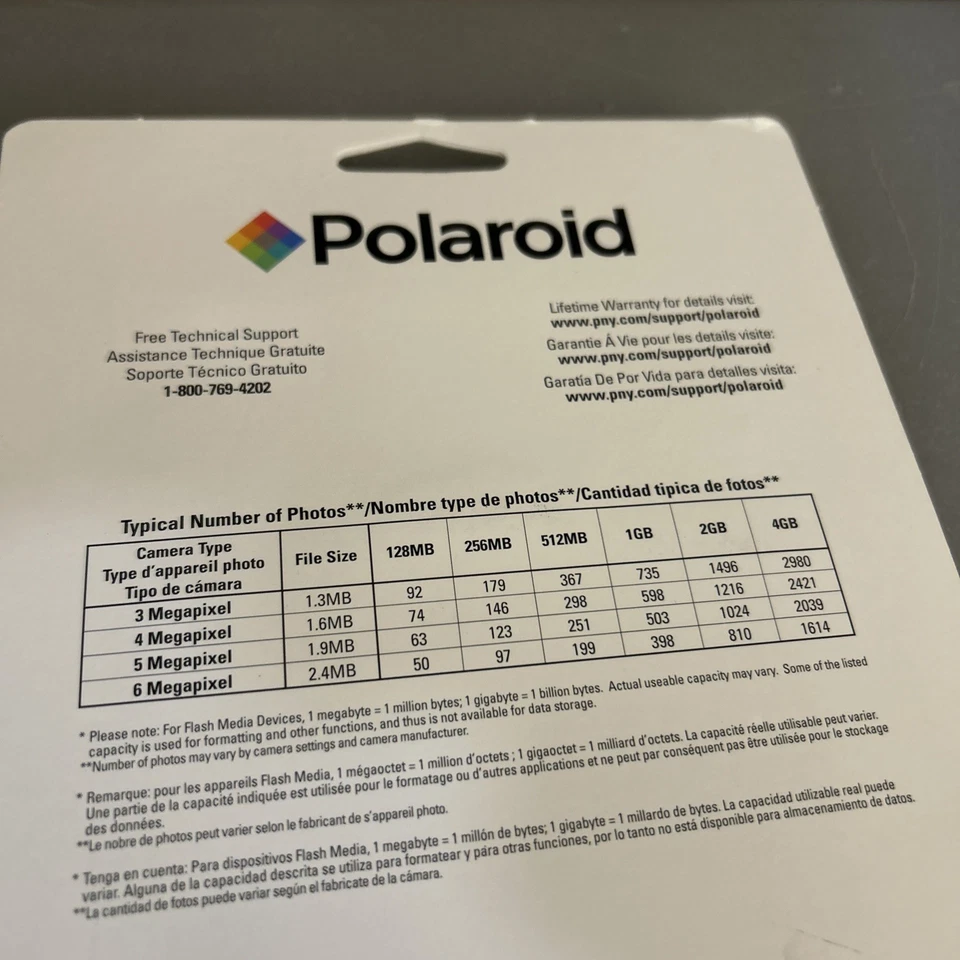 Polaroid
Free Technical Support
Assistance Technique Gratuite
Soporte Técnico Gratuito
1-800-769-4202
Lifetime Warranty for details visit:
www.pny.com/support/polaroid
Garantie Á Vie pour les details visite:
www.pny.com/support/polaroid
Garatía De Por Vida para detalles visita:
www.pny.com/support/polaroid
Typical Number of Photos**/Nombre type de photos**/Cantidad tipica de fotos**
Camera Type
Type d'appareil photo
Tipo de cámara
File Size 128MB 256MB 512MB 1GB 2GB 4GB
3 Megapixel 1.3MB 92 179 367 735 1496 2980
4 Megapixel 1.6MB 74 146 298 598 1216 2421
5 Megapixel 1.9MB 63 123 251 503 1024 2039
6 Megapixel 2.4MB 50 97 199 398 810 1614
* Please note: For Flash Media Devices, 1 megabyte = 1 million bytes; 1 gigabyte = 1 billion bytes. Actual useable capacity may vary. Some of the listed
capacity is used for formatting and other functions, and thus is not available for data storage.
**Number of photos may vary by camera settings and camera manufacturer.
* Remarque: pour les appareils Flash Media, 1 mégaoctet = 1 million d'octets ; 1 gigaoctet = 1 milliard d'octets. La capacité réelle utilisable peut varier.
Une partie de la capacité indiquée est utilisée pour le formatage ou d'autres applications et ne peut par conséquent pas être utilisée pour le stockage
des données.
**Le nobre de photos peut varier selon le fabricant de s'appareil photo.
* Tenga en cuenta: Para dispositivos Flash Media, 1 megabyte = 1 millón de bytes; 1 gigabyte = 1 millardo de bytes. La capacidad utilizable real puede
variar. Alguna de la capacidad descrita se utiliza para formatear y pára otras funciones, por lo tanto no está disponible para almacenamiento de datos.
**La cantidad de fotos puede variar según el fabricate de la cámara.